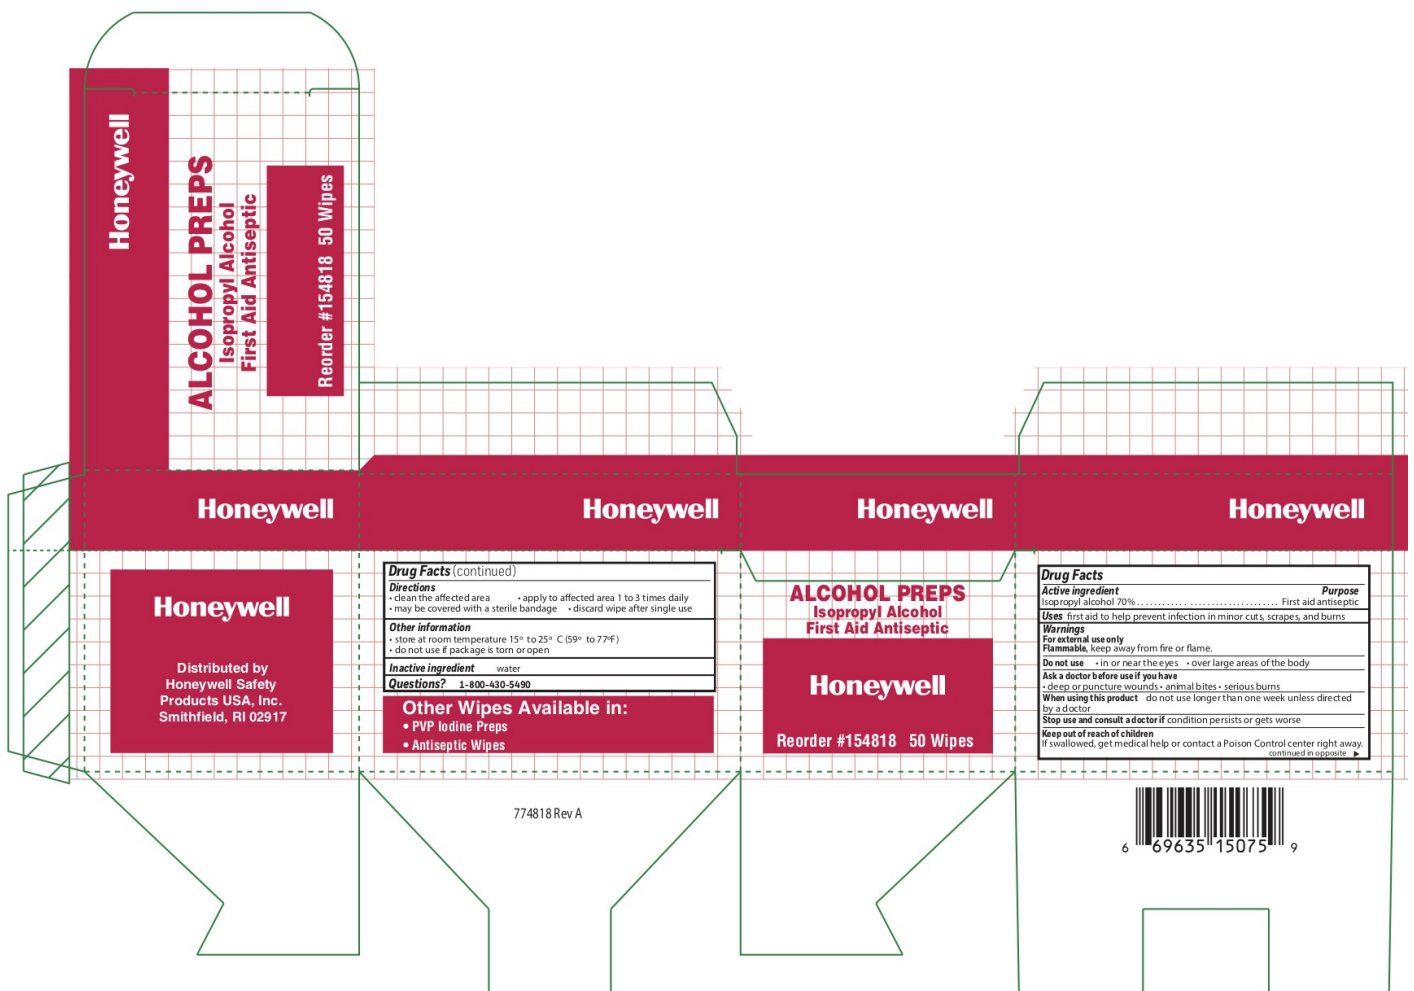 Honeywell
ALCOHOL PREPS
Isopropyl Alcohol
First Aid Antiseptic
Reorder #154818 50 Wipes
Honeywell
Honeywell
Honeywell
Honeywell
Honeywell
Distributed by
Honeywell Safety
Products USA, Inc.
Smithfield, RI 02917
Drug Facts (continued)
Directions
• clean the affected area • apply to affected area 1 to 3 times daily
• may be covered with a sterile bandage • discard wipe after single use
Other information
• store at room temperature 15º to 25º C (59º to 77ºF)
• do not use if package is torn or open
Inactive ingredient water
Questions? 1-800-430-5490
Other Wipes Available in:
• PVP Iodine Preps
• Antiseptic Wipes
ALCOHOL PREPS
Isopropyl Alcohol
First Aid Antiseptic
Honeywell
Reorder #154818 50 Wipes
Drug Facts
Active ingredient Purpose
Isopropyl alcohol 70% . . . . . . . . . . . . . . . . . . . . . . . . . . . . . . . . . . First aid antiseptic
Uses first aid to help prevent infection in minor cuts, scrapes, and burns
Warnings
For external use only
Flammable, keep away from fire or flame.
Do not use • in or near the eyes • over large areas of the body
Ask a doctor before use if you have
• deep or puncture wounds • animal bites • serious burns
When using this product do not use longer than one week unless directed
by a doctor
Stop use and consult a doctor if condition persists or gets worse
Keep out of reach of children
If swallowed, get medical help or contact a Poison Control center right away.
continued in opposite ▶
774818 Rev A
6 69635 15075 9